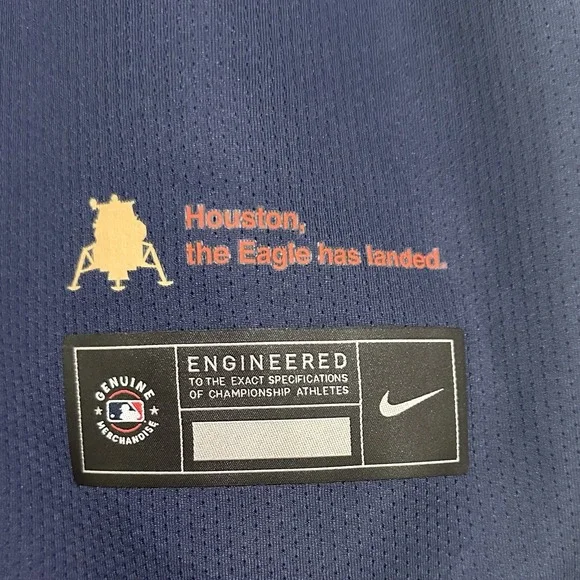 Houston,
the Eagle has landed.
GENUINE
MERCHANDISE
ENGINEERED
TO THE EXACT SPECIFICATIONS
OF CHAMPIONSHIP ATHLETES